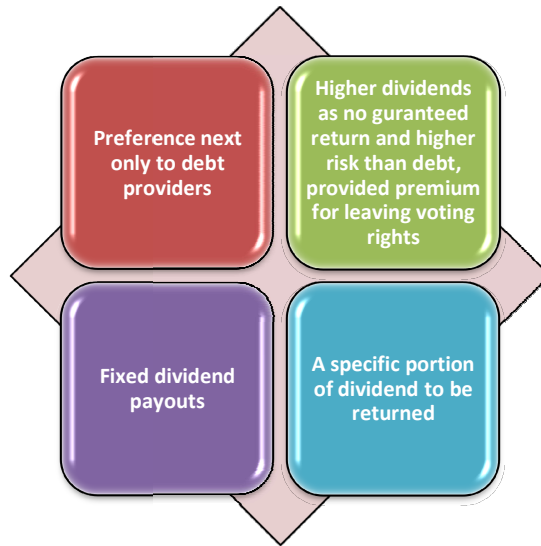 Preference next
only to debt
providers
Higher dividends
as no guranteed
return and higher
risk than debt,
provided premium
for leaving voting
rights
Fixed dividend
payouts
A specific portion
of dividend to be
returned